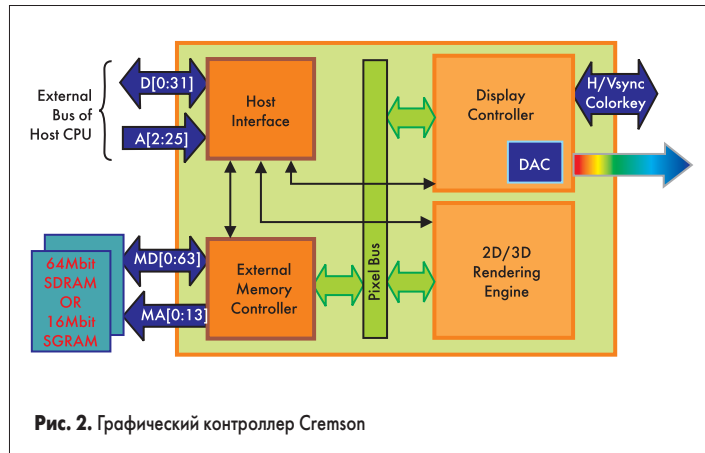 External
Bus of
Host CPU
D[0:31]
A[2:25]
Host
Interface
Display
Controller
DAC
H/Vsync
Colorkey
64Mbit
SDRAM
OR
16Mbit
SGRAM
MD[0:63]
MA[0:13]
External
Memory
Controller
Pixel Bus
2D/3D
Rendering
Engine
Рис. 2. Графический контроллер Cremson